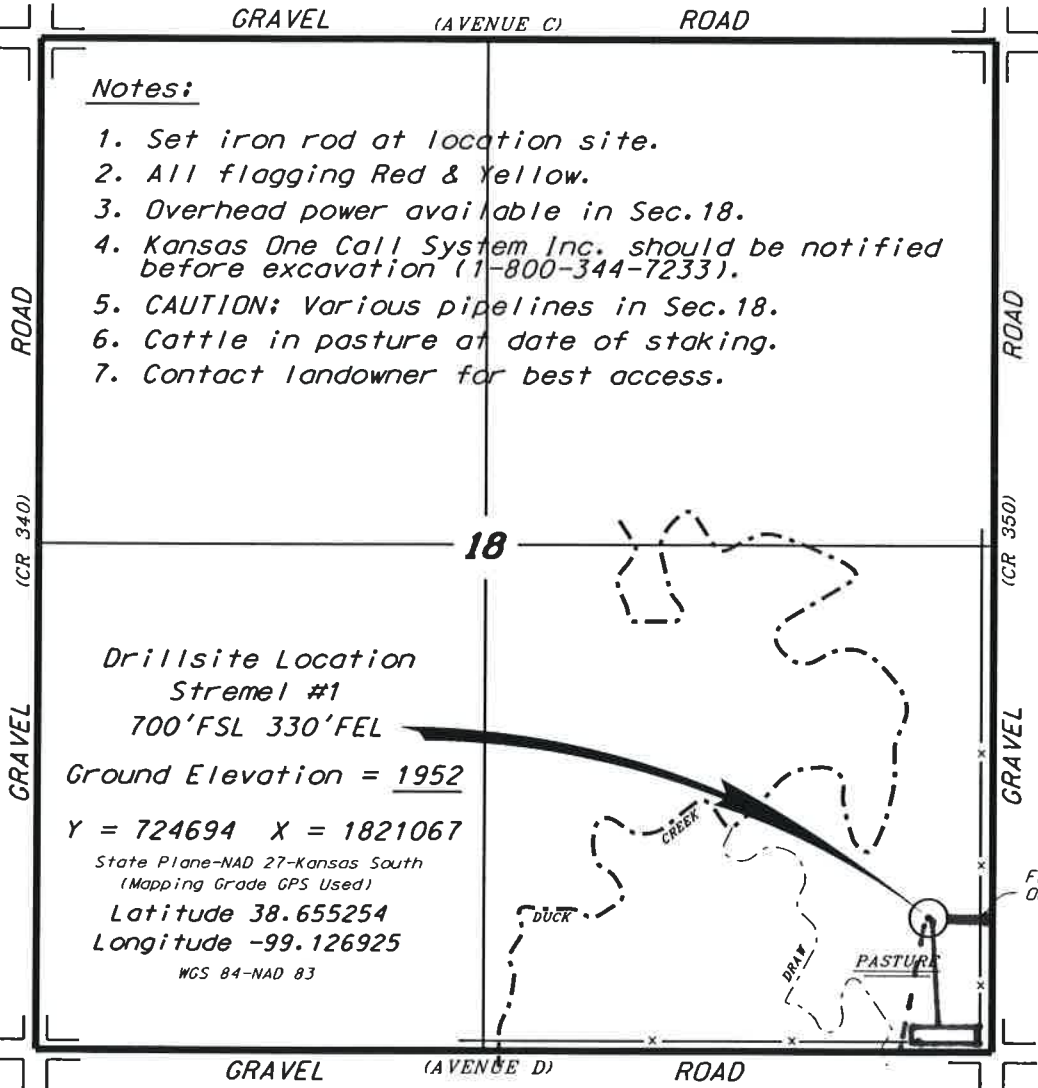 GRAVEL (AVENUE C) ROAD
Notes:
1. Set iron rod at location site.
2. All flagging Red & Yellow.
3. Overhead power available in Sec.18.
4. Kansas One Call System Inc. should be notified
before excavation (1-800-344-7233).
5. CAUTION: Various pipelines in Sec.18.
6. Cattle in pasture at date of staking.
7. Contact landowner for best access.
ROAD
(CR 340)
GRAVEL
ROAD
(CR 350)
GRAVEL
18
Drillsite Location
Stremel #1
700'FSL 330'FEL
Ground Elevation = 1952
Y = 724694 X = 1821067
State Plane-NAD 27-Kansas South
(Mapping Grade GPS Used)
Latitude 38.655254
Longitude -99.126925
WGS 84-NAD 83
CREEK
DUCK
DRAW
PASTURE
GRAVEL (AVENUE D) ROAD